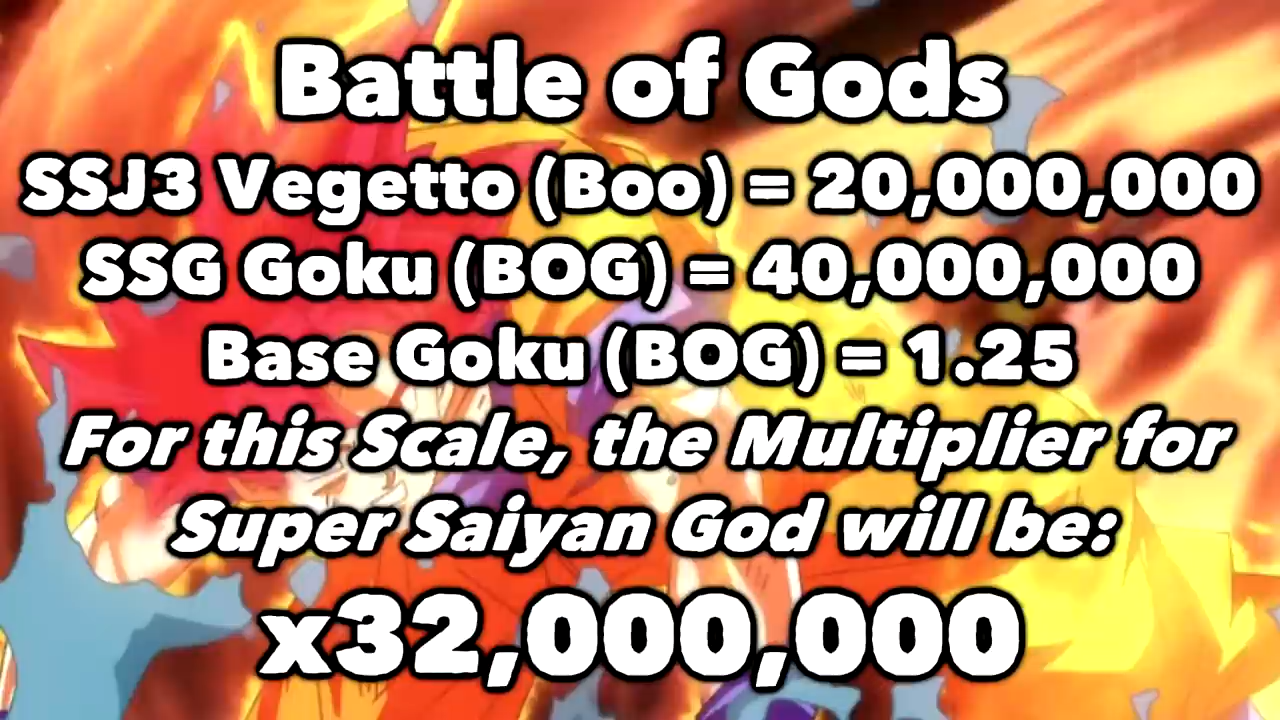 Battle of Gods
SSJ3 Vegetto (Boo) = 20,000,000
SSG Goku (BOG) = 40,000,000
Base Goku (BOG) = 1.25
For this Scale, the Multiplier for
Super Saiyan God will be:
x32,000,000